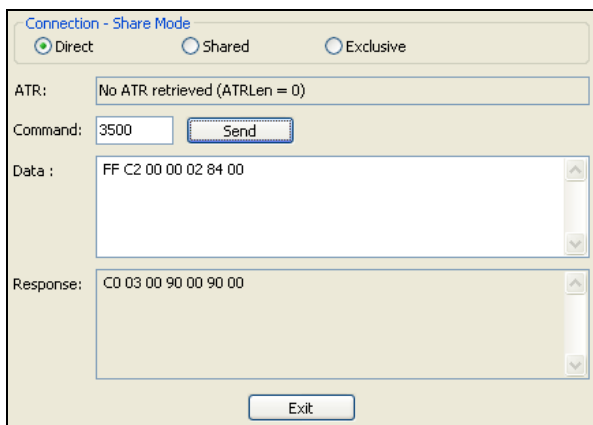 Connection - Share Mode
Direct Shared Exclusive
ATR: No ATR retrieved (ATRLen = 0)
Command: 3500 Send
Data : FF C2 00 00 02 84 00
Response: C0 03 00 90 00 90 00
Exit